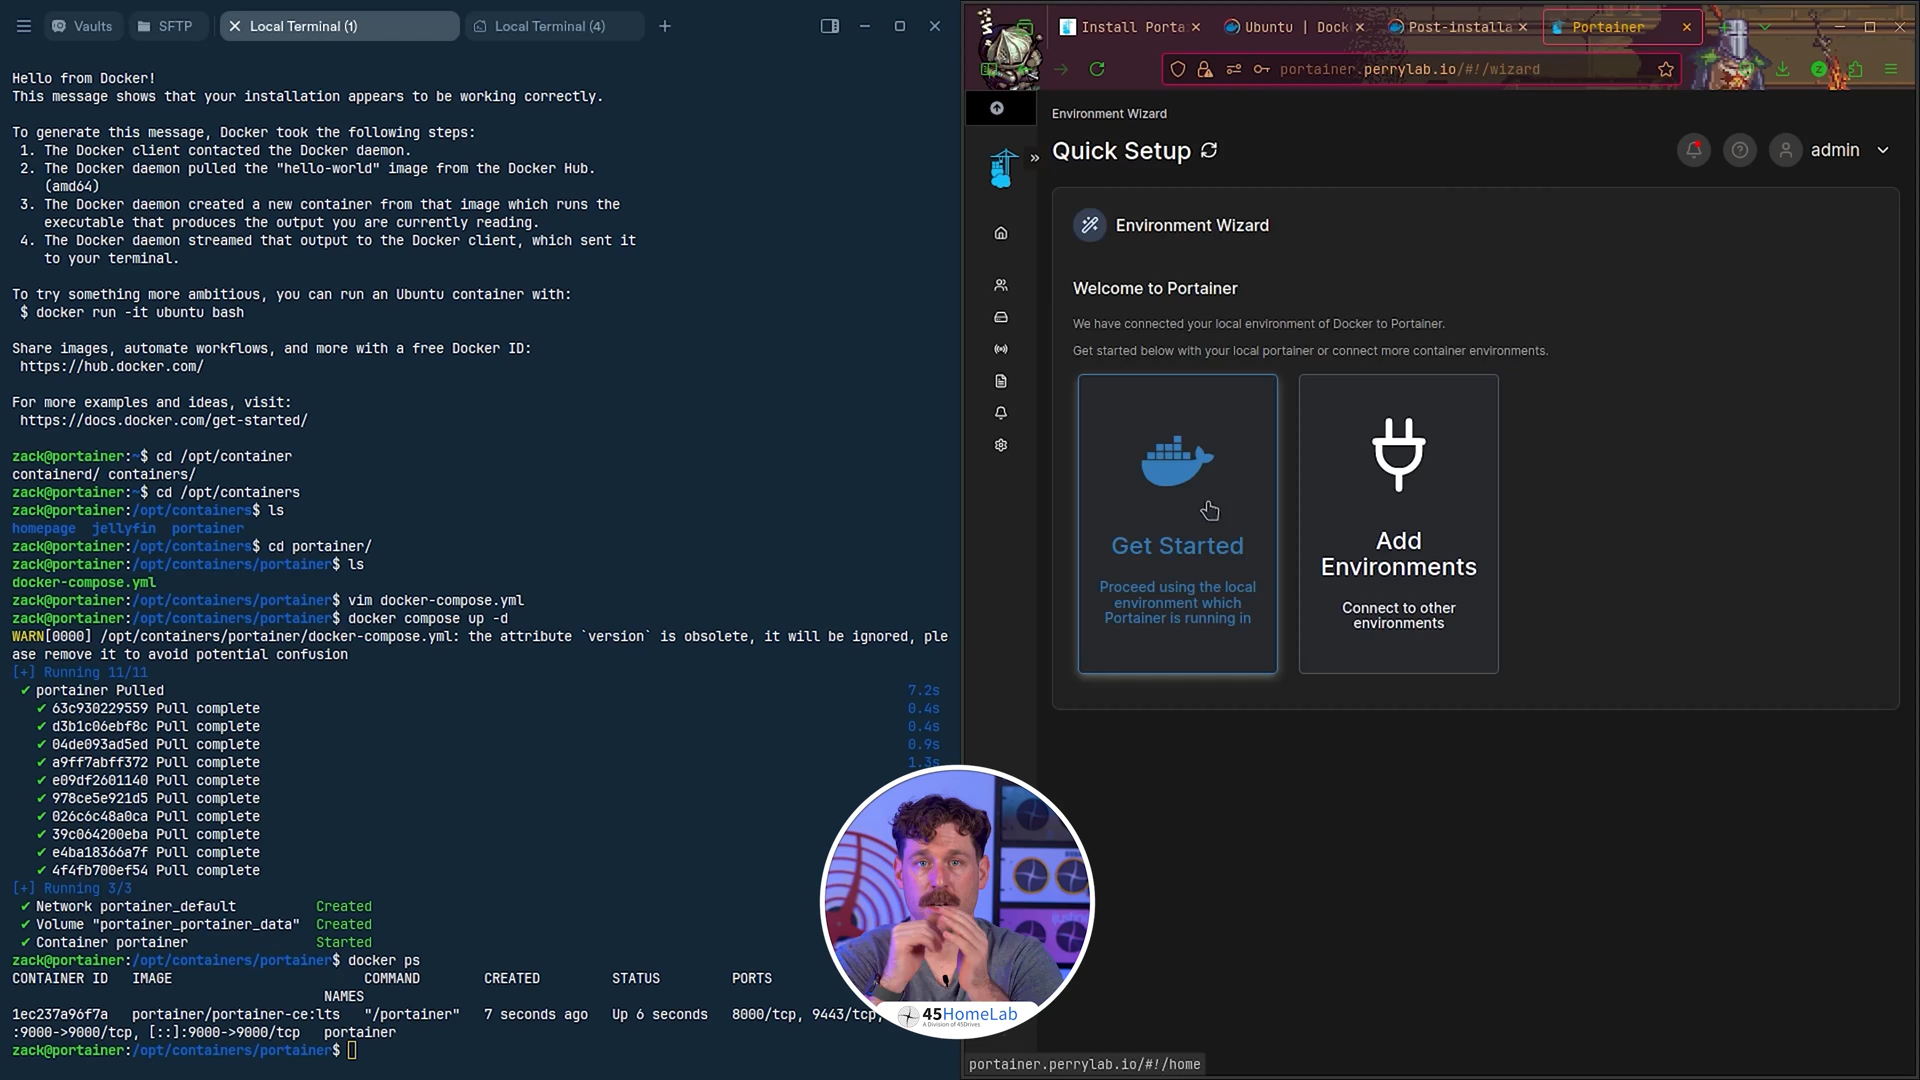 Vaults
SFTP
Local Terminal (1)
Local Terminal (4)
Hello from Docker!
This message shows that your installation appears to be working correctly.
To generate this message, Docker took the following steps:
1. The Docker client contacted the Docker daemon.
2. The Docker daemon pulled the "hello-world" image from the Docker Hub.
(amd64)
3. The Docker daemon created a new container from that image which runs the
executable that produces the output you are currently reading.
4. The Docker daemon streamed that output to the Docker client, which sent it
to your terminal.
To try something more ambitious, you can run an Ubuntu container with:
$ docker run -it ubuntu bash
Share images, automate workflows, and more with a free Docker ID:
https://hub.docker.com/
For more examples and ideas, visit:
https://docs.docker.com/get-started/
zack@portainer:~$ cd /opt/container
containerd/ containers/
zack@portainer:~$ cd /opt/containers
zack@portainer:/opt/containers$ ls
homepage jellyfin portainer
zack@portainer:/opt/containers$ cd portainer/
zack@portainer:/opt/containers/portainer$ ls
docker-compose.yml
zack@portainer:/opt/containers/portainer$ vim docker-compose.yml
zack@portainer:/opt/containers/portainer$ docker compose up -d
WARN[0000] /opt/containers/portainer/docker-compose.yml: the attribute `version` is obsolete, it will be ignored, ple
ase remove it to avoid potential confusion
[+] Running 11/11
✔ portainer Pulled 7.2s
✔ 63c930229559 Pull complete 0.4s
✔ d3b1c06ebf8c Pull complete 0.4s
✔ 04de093ad5ed Pull complete 0.9s
✔ a9ff7abff372 Pull complete 1.3s
✔ e09df2601140 Pull complete
✔ 978ce5e921d5 Pull complete
✔ 026c6c48a0ca Pull complete
✔ 39c064200eba Pull complete
✔ e4ba18366a7f Pull complete
✔ 4f4fb700ef54 Pull complete
[+] Running 3/3
✔ Network portainer_default Created
✔ Volume "portainer_portainer_data" Created
✔ Container portainer Started
zack@portainer:/opt/containers/portainer$ docker ps
CONTAINER ID IMAGE COMMAND CREATED STATUS PORTS
NAMES
1ec237a96f7a portainer/portainer-ce:lts "/portainer" 7 seconds ago Up 6 seconds 8000/tcp, 9443/tcp,
:9000->9000/tcp, [::]:9000->9000/tcp portainer
zack@portainer:/opt/containers/portainer$
Install Porta
Ubuntu | Dock
Post-installa
Portainer
portainer.perrylab.io/#!/wizard
Environment Wizard
Quick Setup
admin
Environment Wizard
Welcome to Portainer
We have connected your local environment of Docker to Portainer.
Get started below with your local portainer or connect more container environments.
Get Started
Proceed using the local
environment which
Portainer is running in
Add
Environments
Connect to other
environments
45HomeLab
A Division of 45Drives
portainer.perrylab.io/#!/home